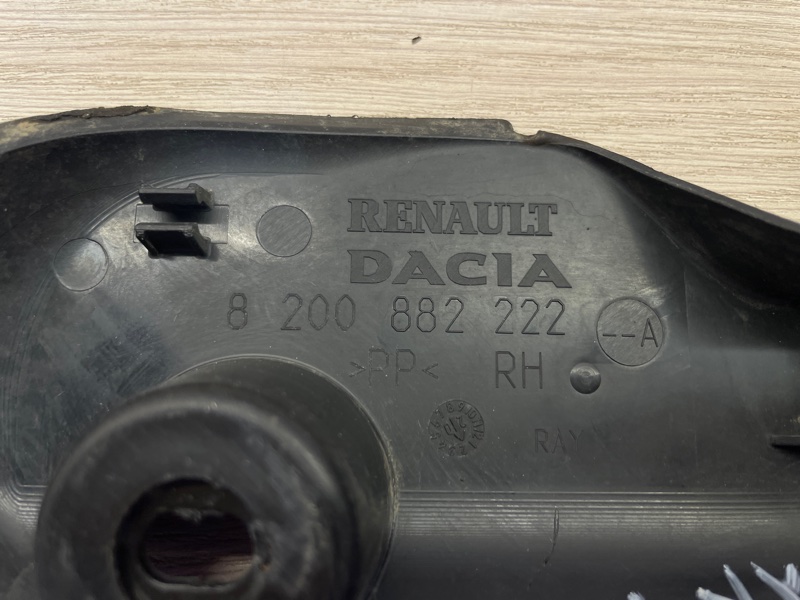 RENAULT
DACIA
8 200 882 222
--A
>PP<
RH